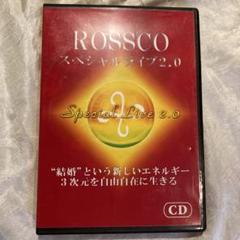 ROSSCO
スペシャルライブ2.0
Special Live 2.0
“結婚”という新しいエネルギー
3次元を自由自在に生きる
CD